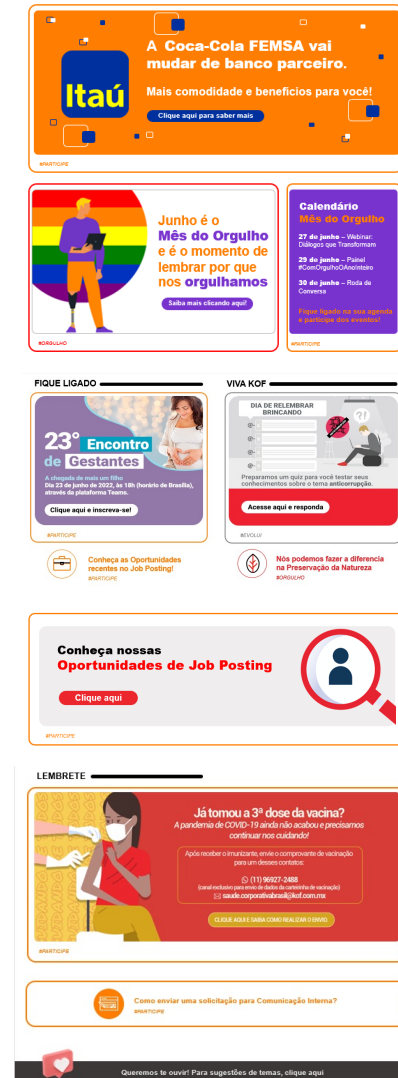 Itaú
A Coca-Cola FEMSA vai
mudar de banco parceiro.
Mais comodidade e benefícios para você!
Clique aqui para saber mais
#PARTICIPE
Junho é o
Mês do Orgulho
e é o momento de
lembrar por que
nos orgulhamos
Saiba mais clicando aqui!
#ORGULHO
Calendário
Mês do Orgulho
27 de junho – Webinar:
Diálogos que Transformam
29 de junho – Painel
#ComOrgulhoOAnoInteiro
30 de junho – Roda de
Conversa
Fique ligado na sua agenda
e participe dos eventos!
#PARTICIPE
FIQUE LIGADO
23° Encontro
de Gestantes
A chegada de mais um filho
Dia 23 de junho de 2022, às 18h (horário de Brasília),
através da plataforma Teams.
Clique aqui e inscreva-se!
#PARTICIPE
VIVA KOF
DIA DE RELEMBRAR
BRINCANDO
?!
Preparamos um quiz para você testar seus
conhecimentos sobre o tema anticorrupção.
Acesse aqui e responda
#EVOLUI
Conheça as Oportunidades
recentes no Job Posting!
#PARTICIPE
Nós podemos fazer a diferencia
na Preservação da Natureza
#ORGULHO
Conheça nossas
Oportunidades de Job Posting
Clique aqui
#PARTICIPE
LEMBRETE
Já tomou a 3ª dose da vacina?
A pandemia de COVID-19 ainda não acabou e precisamos
continuar nos cuidando!
Após receber o imunizante, envie o comprovante de vacinação
para um desses contatos:
(11) 96927-2488
(canal exclusivo para envio de dados da carteirinha de vacinação)
saude.corporativabrasil@kof.com.mx
CLIQUE AQUI E SAIBA COMO REALIZAR O ENVIO
#PARTICIPE
Como enviar uma solicitação para Comunicação Interna?
#PARTICIPE
Queremos te ouvir! Para sugestões de temas, clique aqui